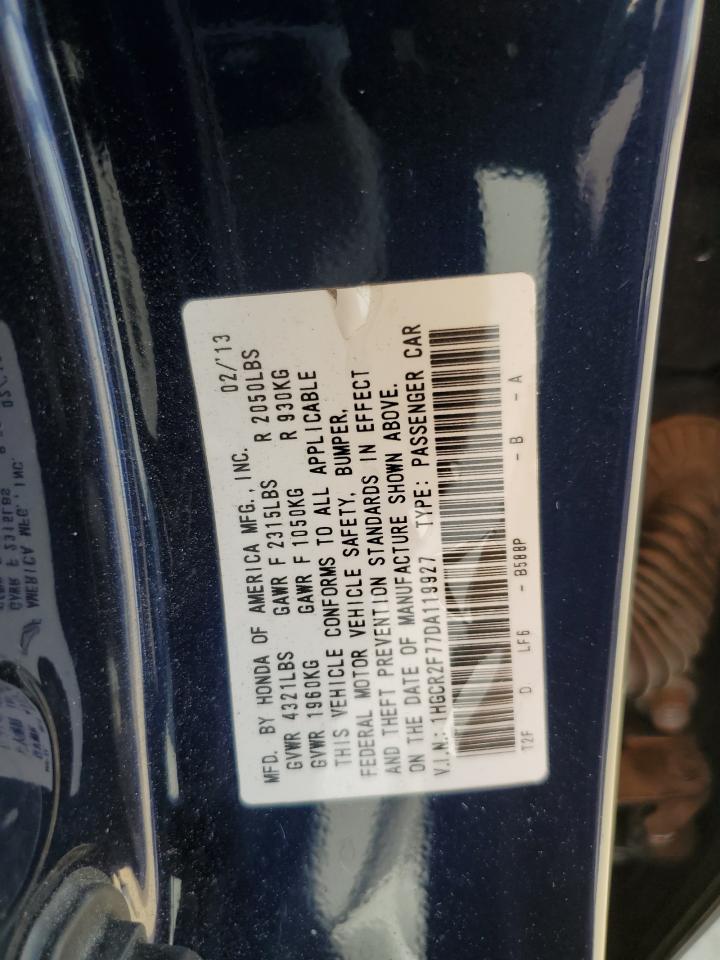 MFD. BY HONDA OF AMERICA MFG., INC. 02/'13
GVWR 4321LBS GAWR F 2315LBS R 2050LBS
GVWR 1960KG GAWR F 1050KG R 930KG
THIS VEHICLE CONFORMS TO ALL APPLICABLE
FEDERAL MOTOR VEHICLE SAFETY, BUMPER,
AND THEFT PREVENTION STANDARDS IN EFFECT
ON THE DATE OF MANUFACTURE SHOWN ABOVE.
V.I.N.: 1HGCR2F77DA119927 TYPE: PASSENGER CAR
T2F D LF6 - B588P - B - A